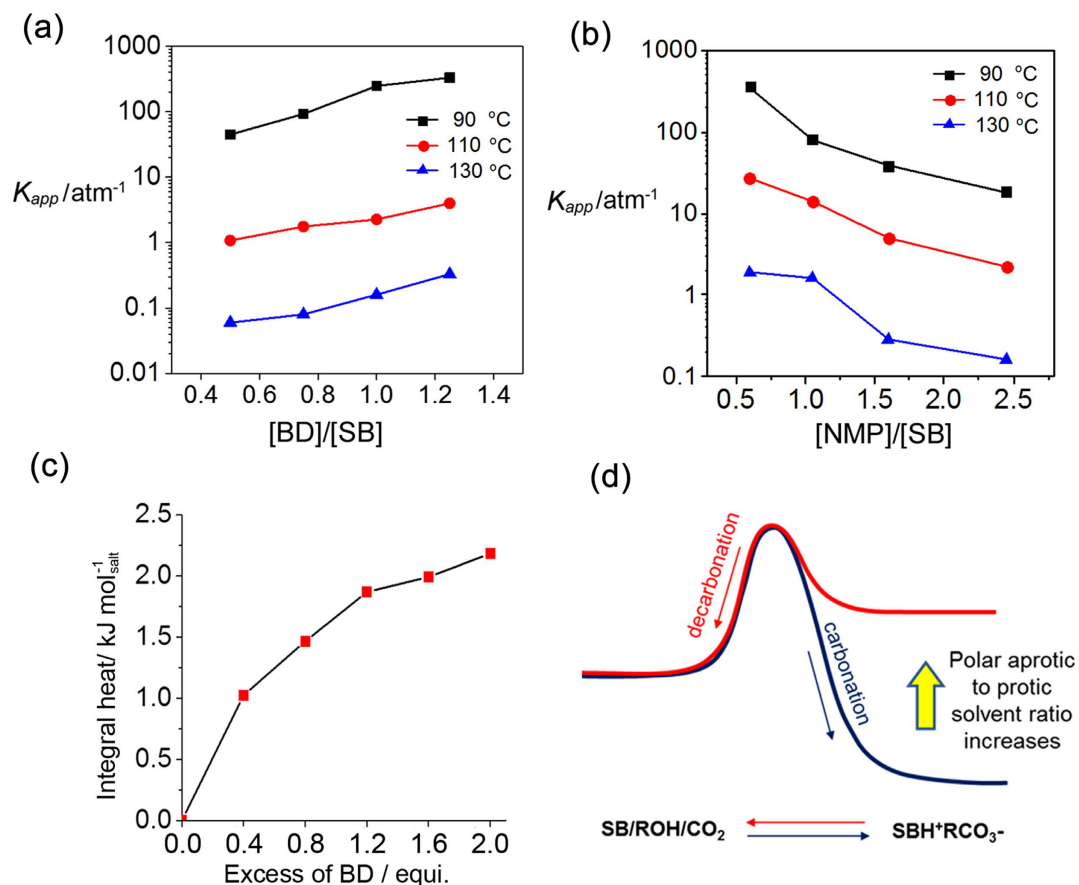 (a)
1000
100
10
1
0.1
0.01
K_app /atm⁻¹
90 °C
110 °C
130 °C
0.4 0.6 0.8 1.0 1.2 1.4
[BD]/[SB]
(b)
1000
100
10
1
0.1
K_app /atm⁻¹
90 °C
110 °C
130 °C
0.5 1.0 1.5 2.0 2.5
[NMP]/[SB]
(c)
2.5
2.0
1.5
1.0
0.5
0.0
Integral heat/ kJ mol⁻¹salt
0.0 0.4 0.8 1.2 1.6 2.0
Excess of BD / equi.
(d)
decarbonation
carbonation
Polar aprotic
to protic
solvent ratio
increases
SB/ROH/CO₂
SBH⁺RCO₃-